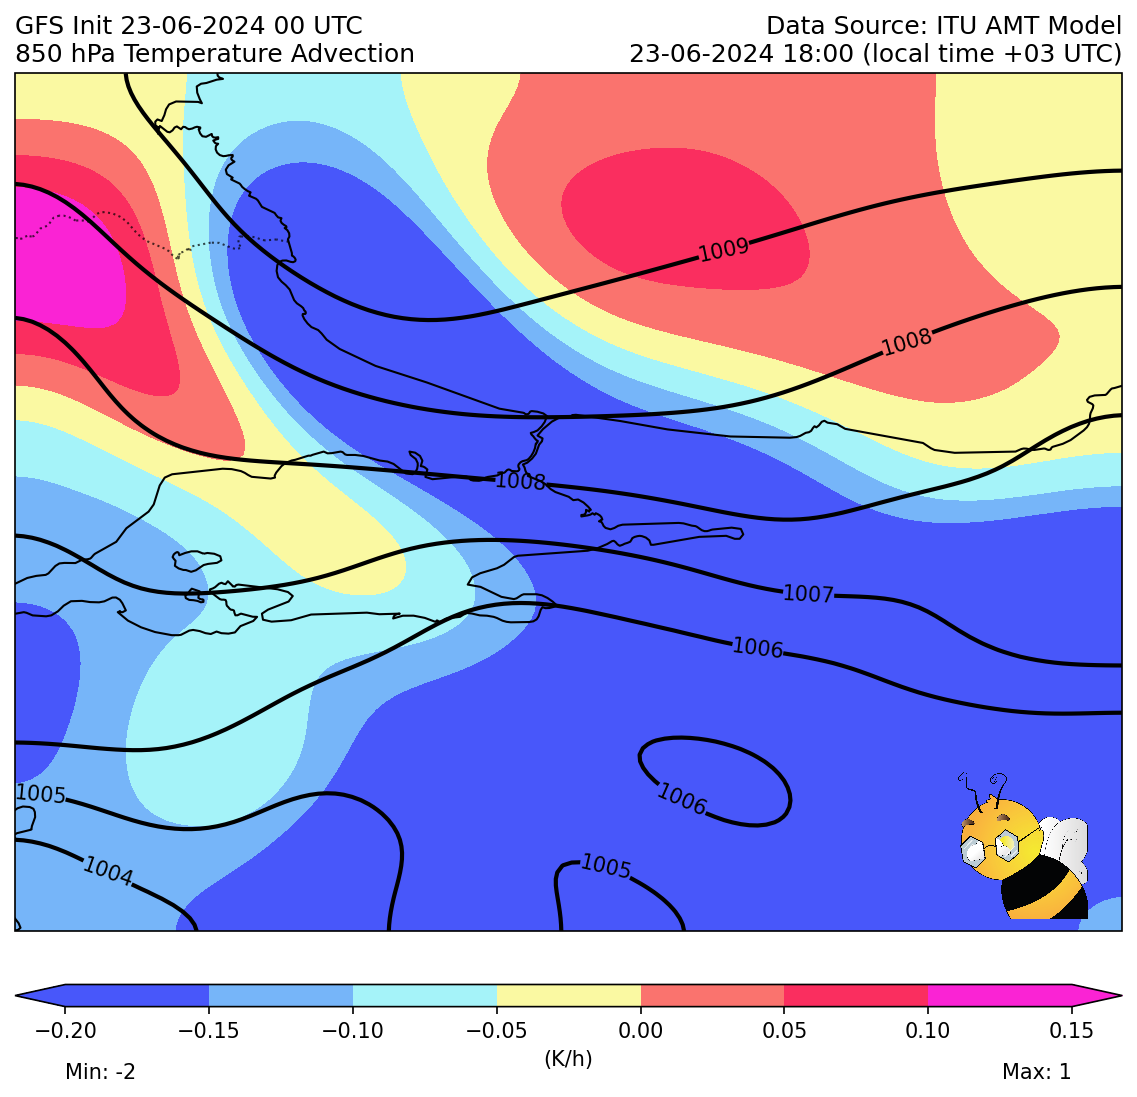 GFS Init 23-06-2024 00 UTC
Data Source: ITU AMT Model
850 hPa Temperature Advection
23-06-2024 18:00 (local time +03 UTC)
1009
1008
1008
1007
1006
1006
1005
1005
1004
−0.20
−0.15
−0.10
−0.05
0.00
0.05
0.10
0.15
(K/h)
Min: -2
Max: 1